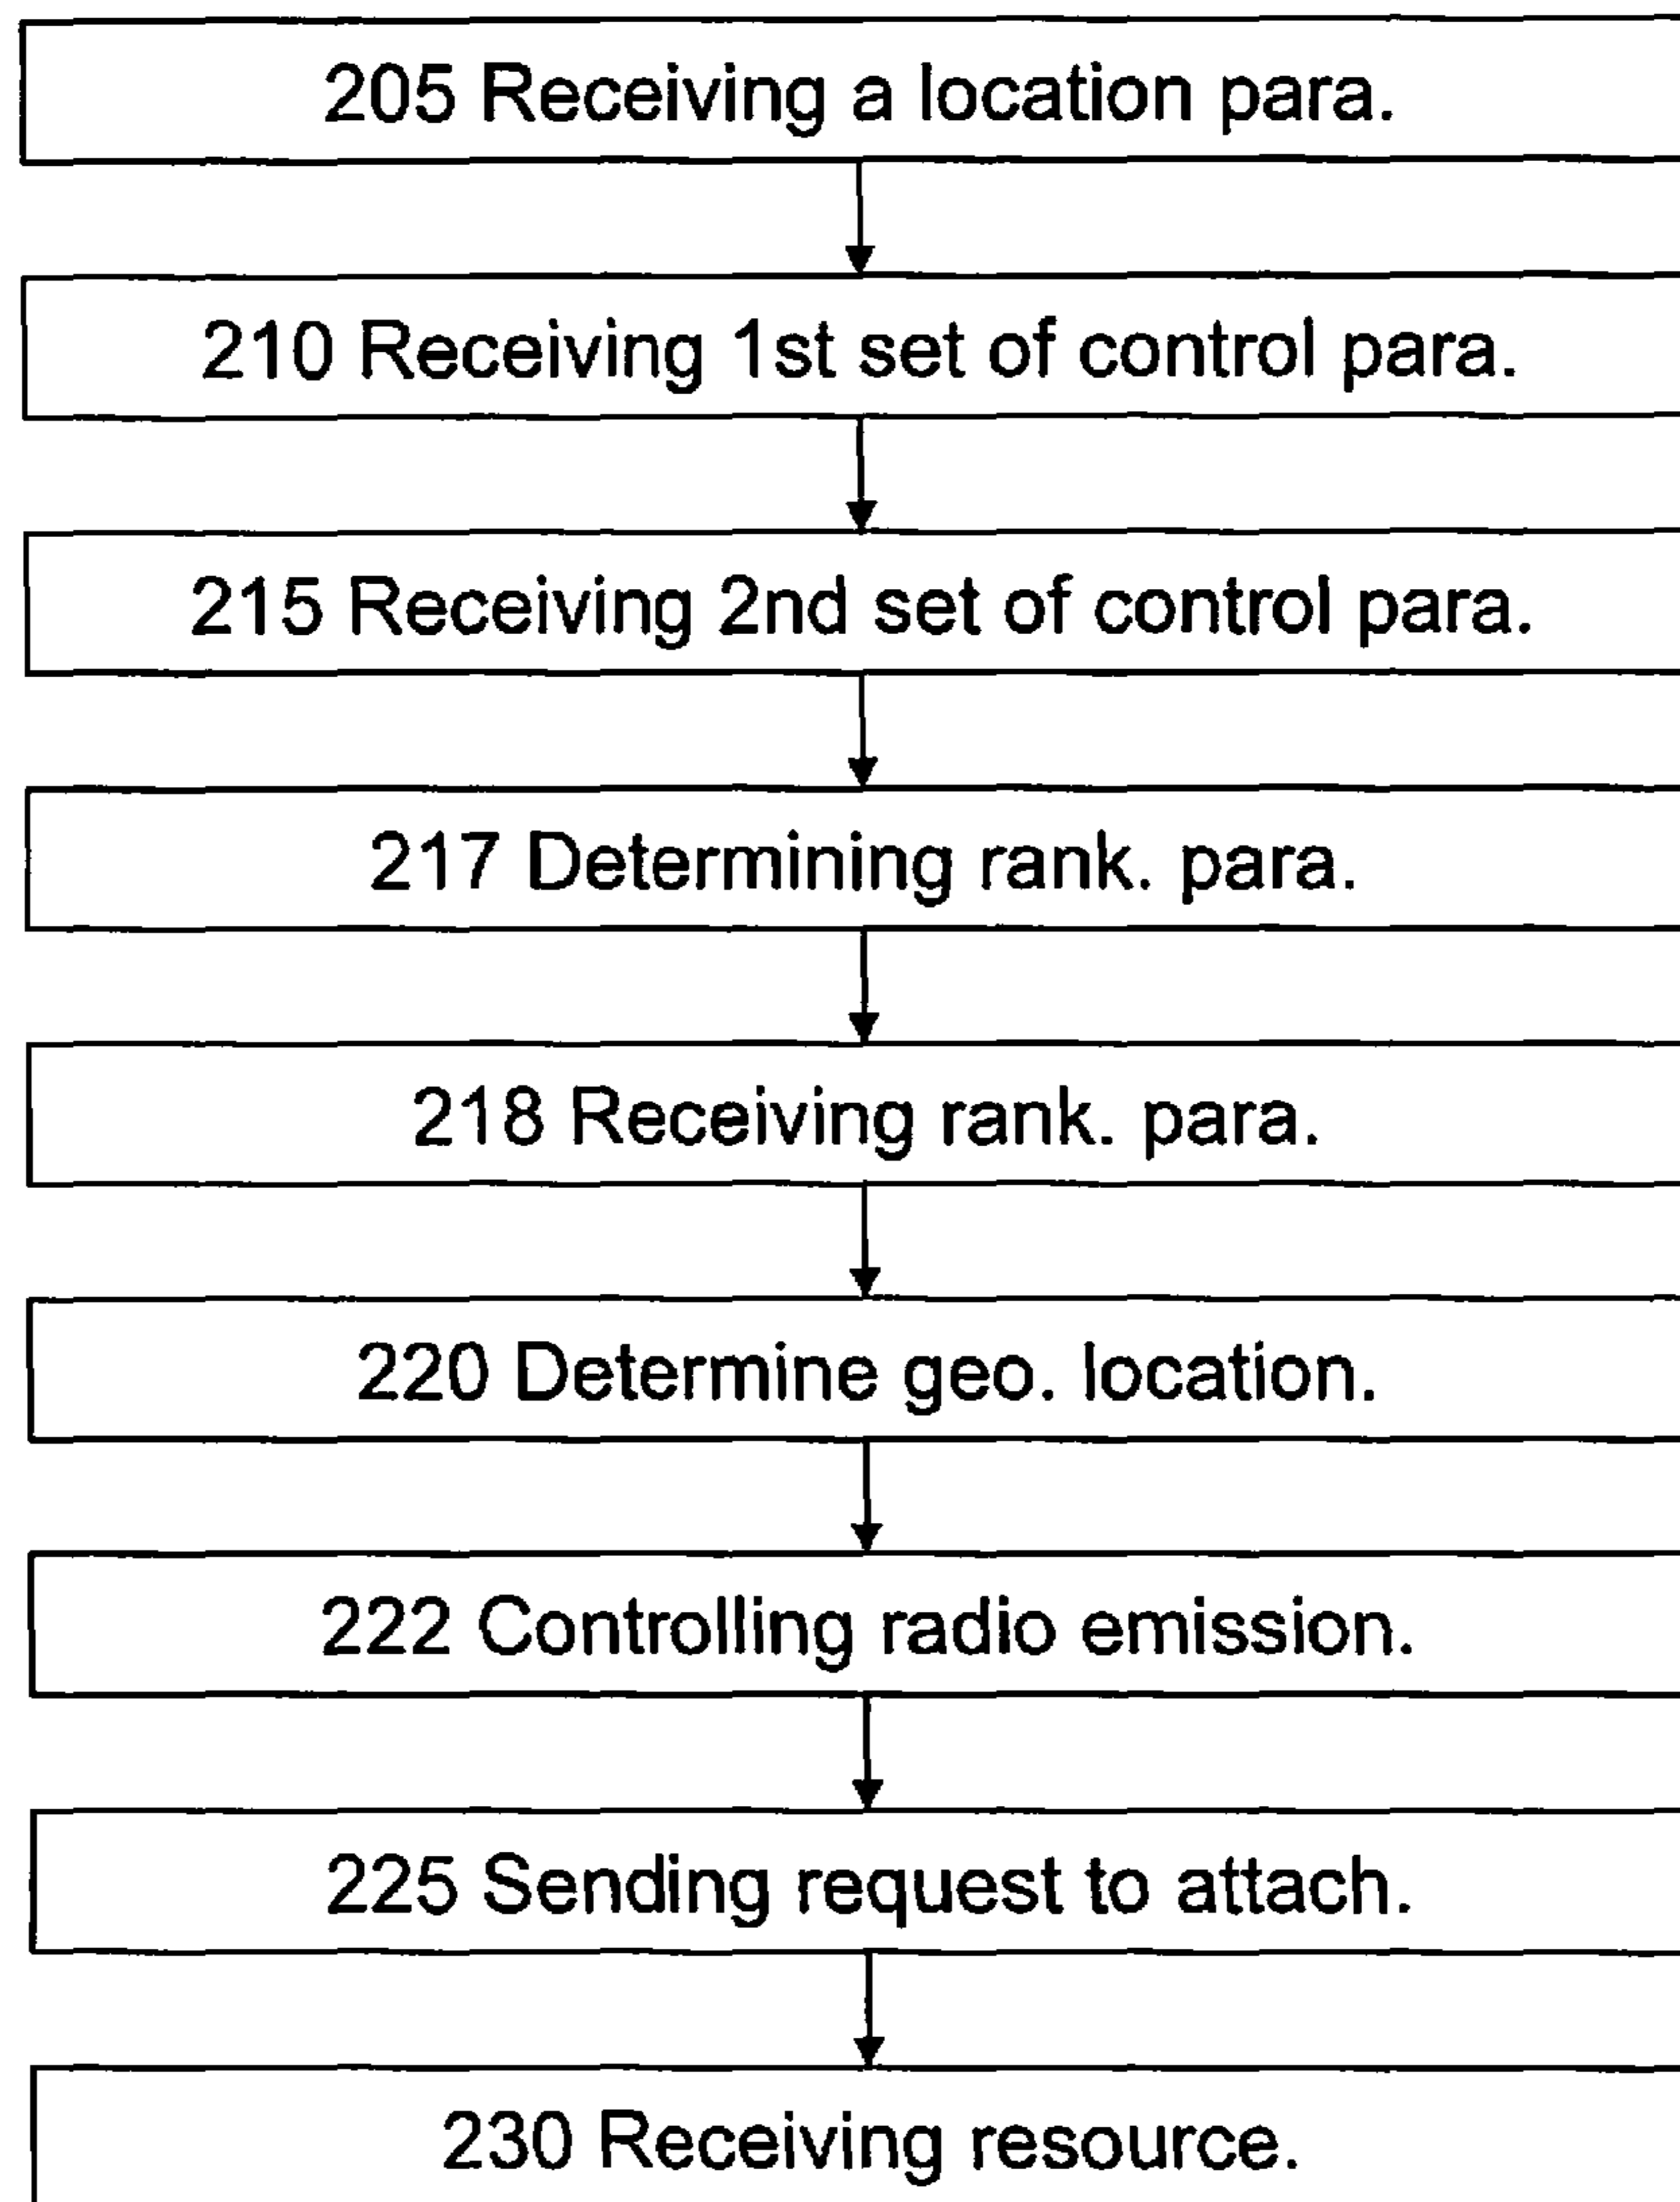 205 Receiving a location para.
210 Receiving 1st set of control para.
215 Receiving 2nd set of control para.
217 Determining rank. para.
218 Receiving rank. para.
220 Determine geo. location.
222 Controlling radio emission.
225 Sending request to attach.
230 Receiving resource.